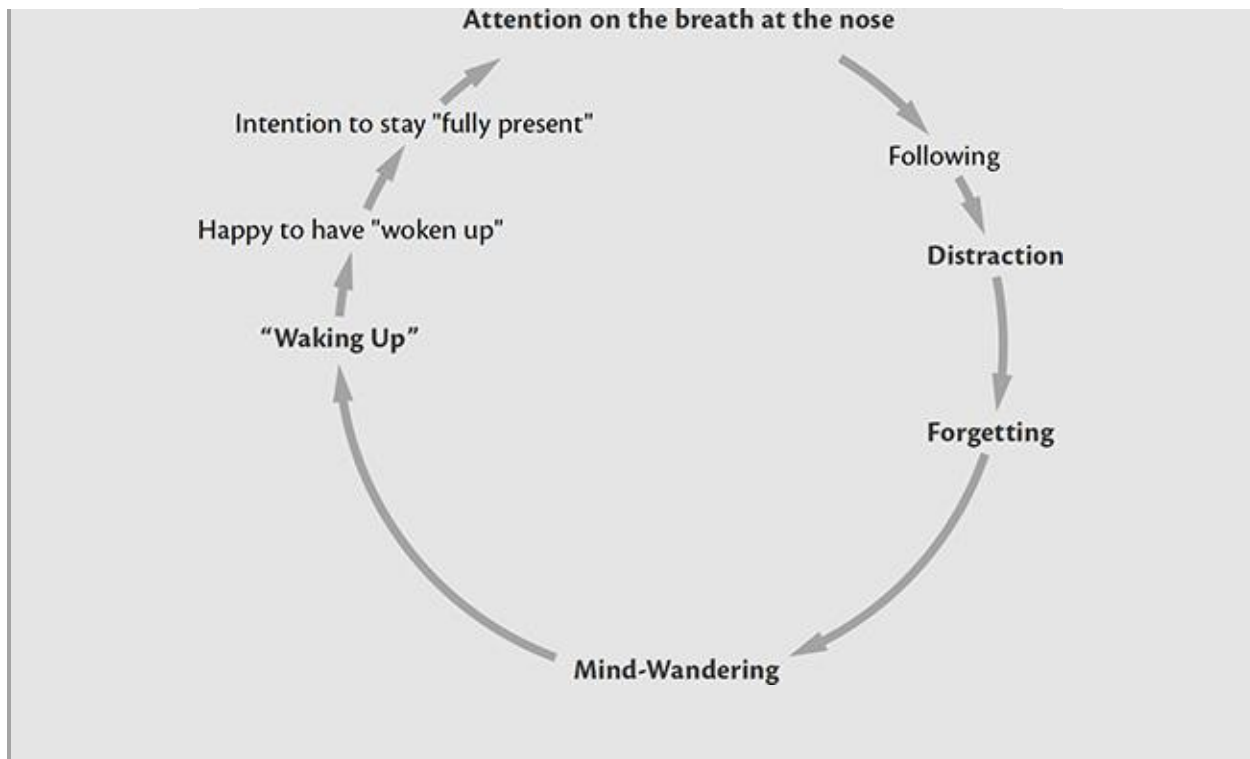 Attention on the breath at the nose
Intention to stay "fully present"
Following
Happy to have "woken up"
Distraction
“Waking Up”
Forgetting
Mind-Wandering